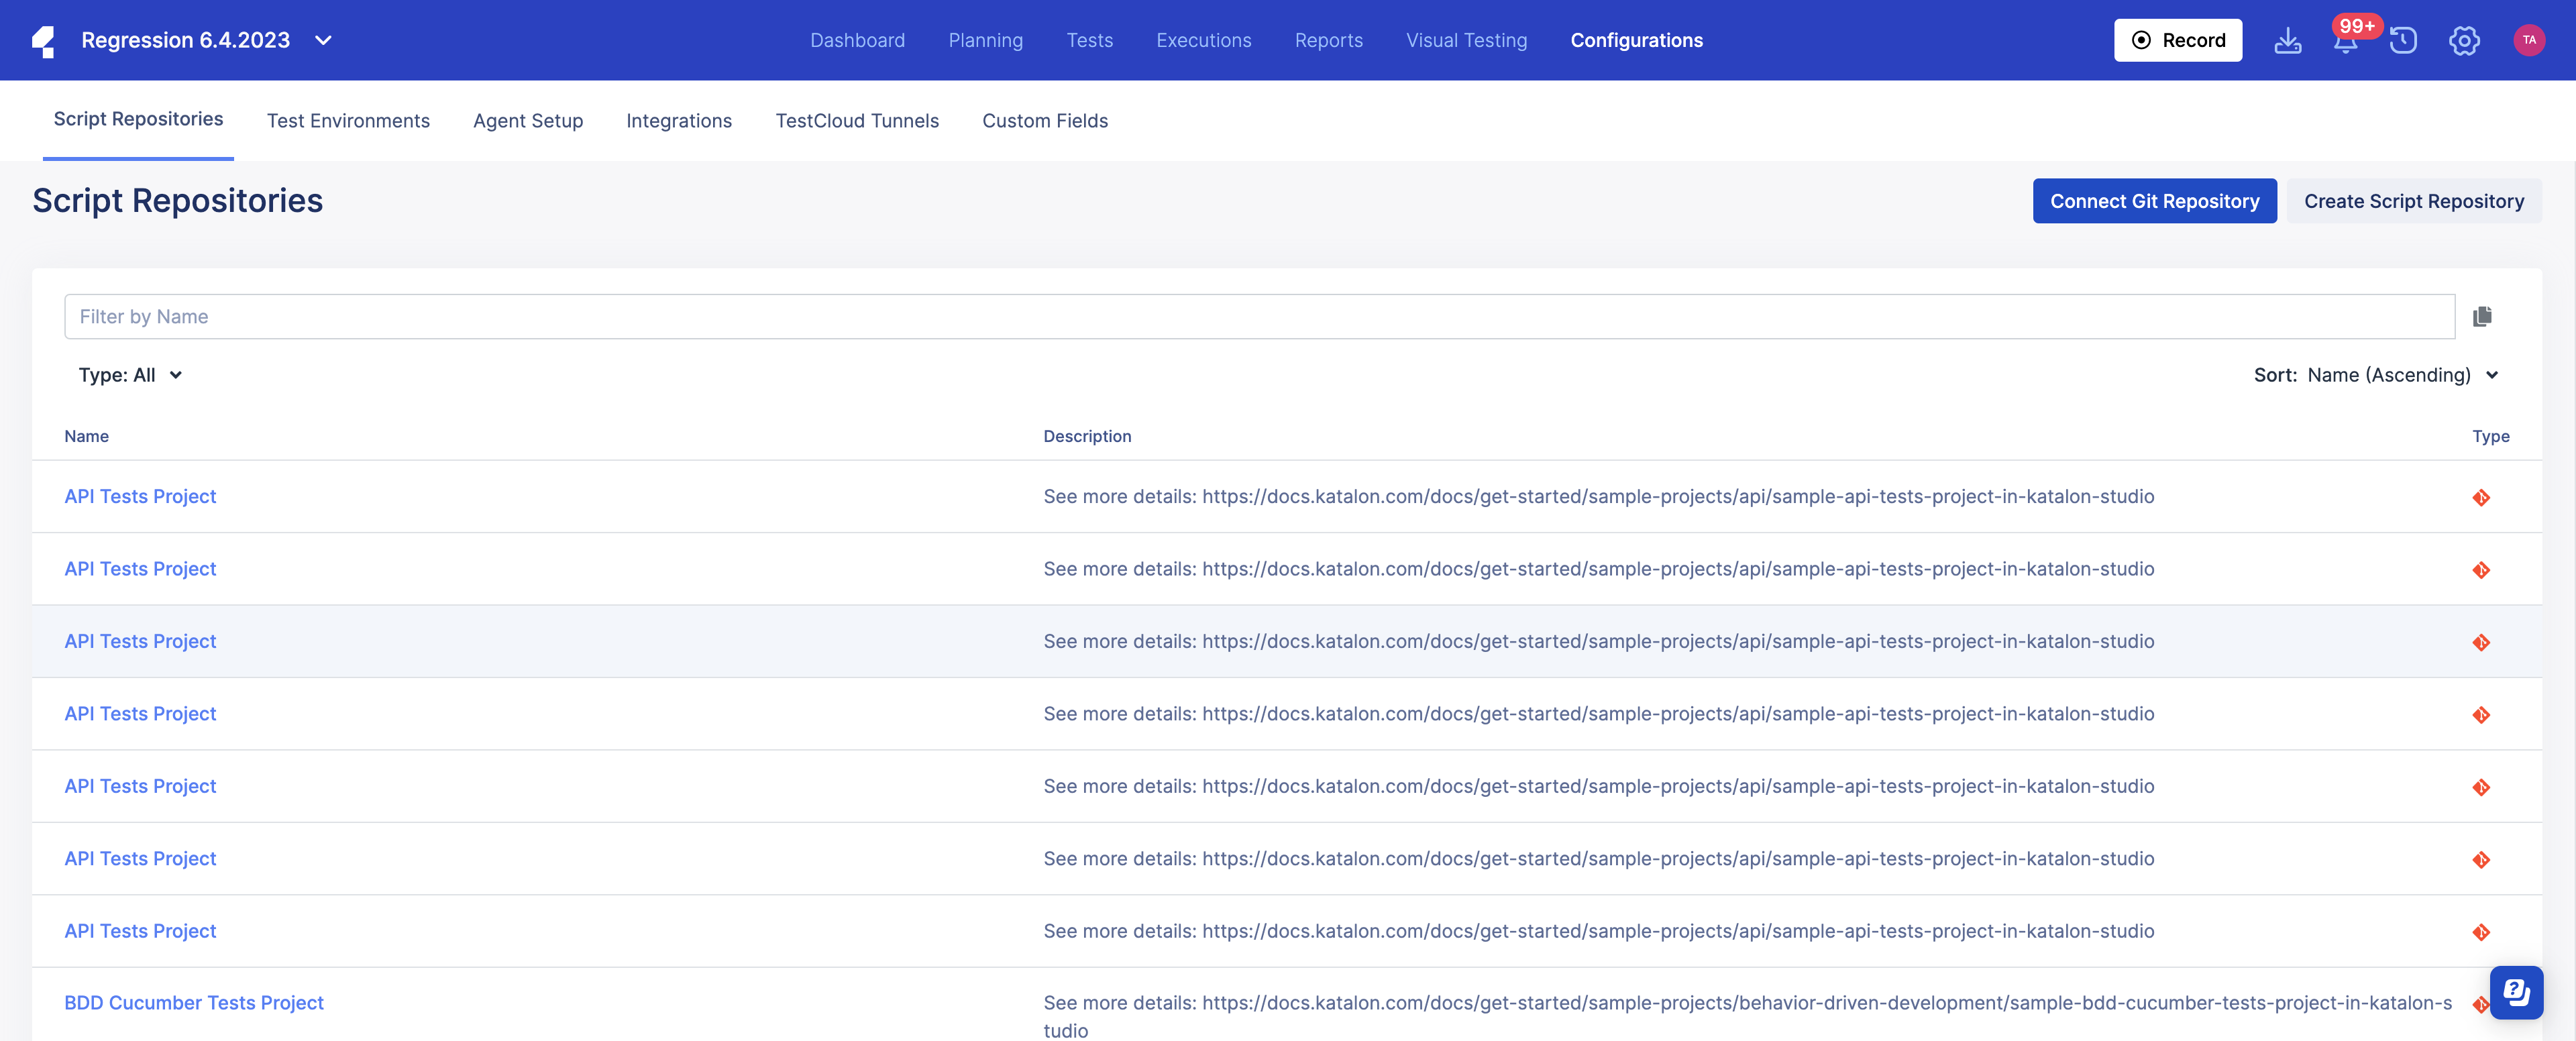 Regression 6.4.2023
Dashboard Planning Tests Executions Reports Visual Testing Configurations
Record
99+
TA
Script Repositories Test Environments Agent Setup Integrations TestCloud Tunnels Custom Fields
Script Repositories
Connect Git Repository Create Script Repository
Filter by Name
Type: All
Sort: Name (Ascending)
Name Description Type
API Tests Project See more details: https://docs.katalon.com/docs/get-started/sample-projects/api/sample-api-tests-project-in-katalon-studio
API Tests Project See more details: https://docs.katalon.com/docs/get-started/sample-projects/api/sample-api-tests-project-in-katalon-studio
API Tests Project See more details: https://docs.katalon.com/docs/get-started/sample-projects/api/sample-api-tests-project-in-katalon-studio
API Tests Project See more details: https://docs.katalon.com/docs/get-started/sample-projects/api/sample-api-tests-project-in-katalon-studio
API Tests Project See more details: https://docs.katalon.com/docs/get-started/sample-projects/api/sample-api-tests-project-in-katalon-studio
API Tests Project See more details: https://docs.katalon.com/docs/get-started/sample-projects/api/sample-api-tests-project-in-katalon-studio
API Tests Project See more details: https://docs.katalon.com/docs/get-started/sample-projects/api/sample-api-tests-project-in-katalon-studio
BDD Cucumber Tests Project See more details: https://docs.katalon.com/docs/get-started/sample-projects/behavior-driven-development/sample-bdd-cucumber-tests-project-in-katalon-s
tudio